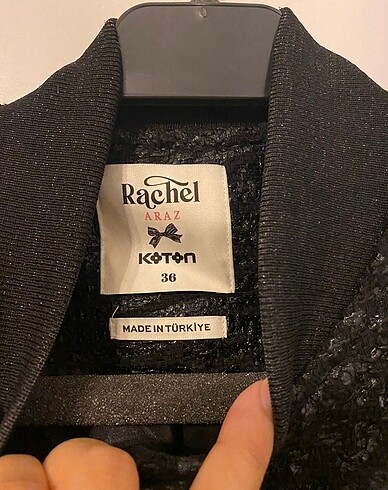 Rachel
ARAZ
KOTON
36
MADE IN TÜRKİYE